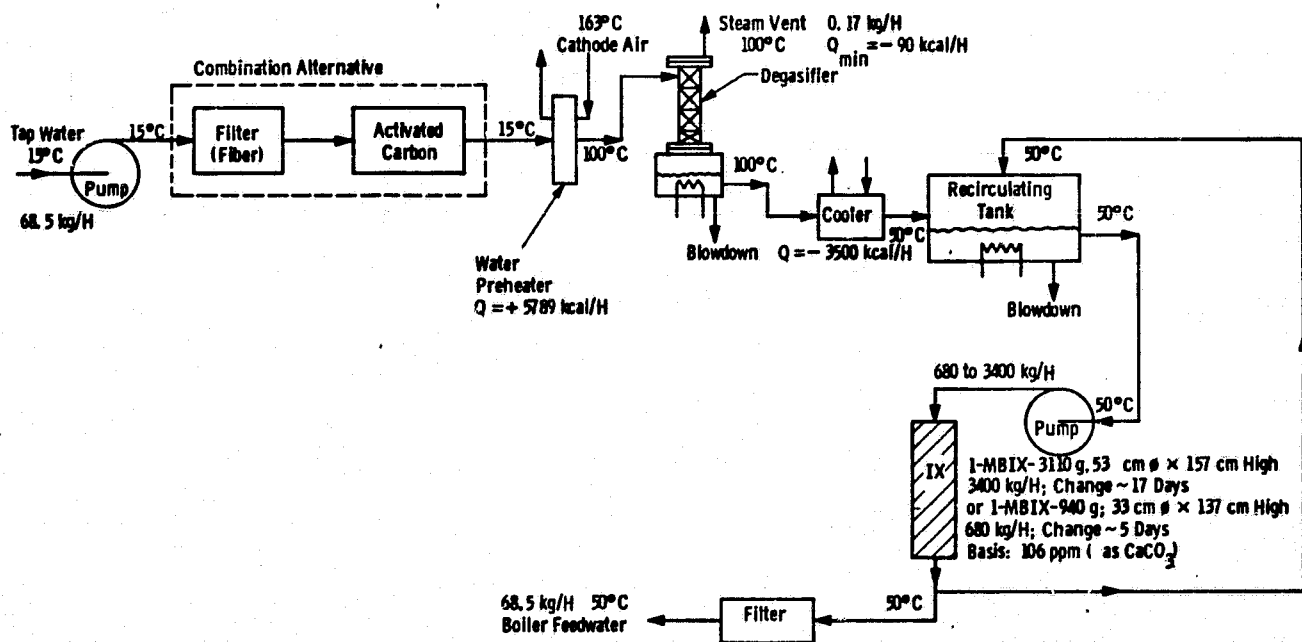 163°C
Cathode Air
Steam Vent 0.17 kg/H
100°C Q min = - 90 kcal/H
Degasifier
Combination Alternative
Tap Water
15°C
Pump
68.5 kg/H
15°C
Filter
(Fiber)
Activated
Carbon
15°C
100°C
Water
Preheater
Q = + 5789 kcal/H
100°C
Blowdown
Cooler
Q = - 3500 kcal/H
50°C
50°C
Recirculating
Tank
50°C
Blowdown
680 to 3400 kg/H
50°C
Pump
IX
1-MBIX-3110 g, 53 cm ø × 157 cm High
3400 kg/H; Change ~ 17 Days
or 1-MBIX-940 g; 33 cm ø × 137 cm High
680 kg/H; Change ~ 5 Days
Basis: 106 ppm ( as CaCO3)
50°C
Filter
68.5 kg/H 50°C
Boiler Feedwater